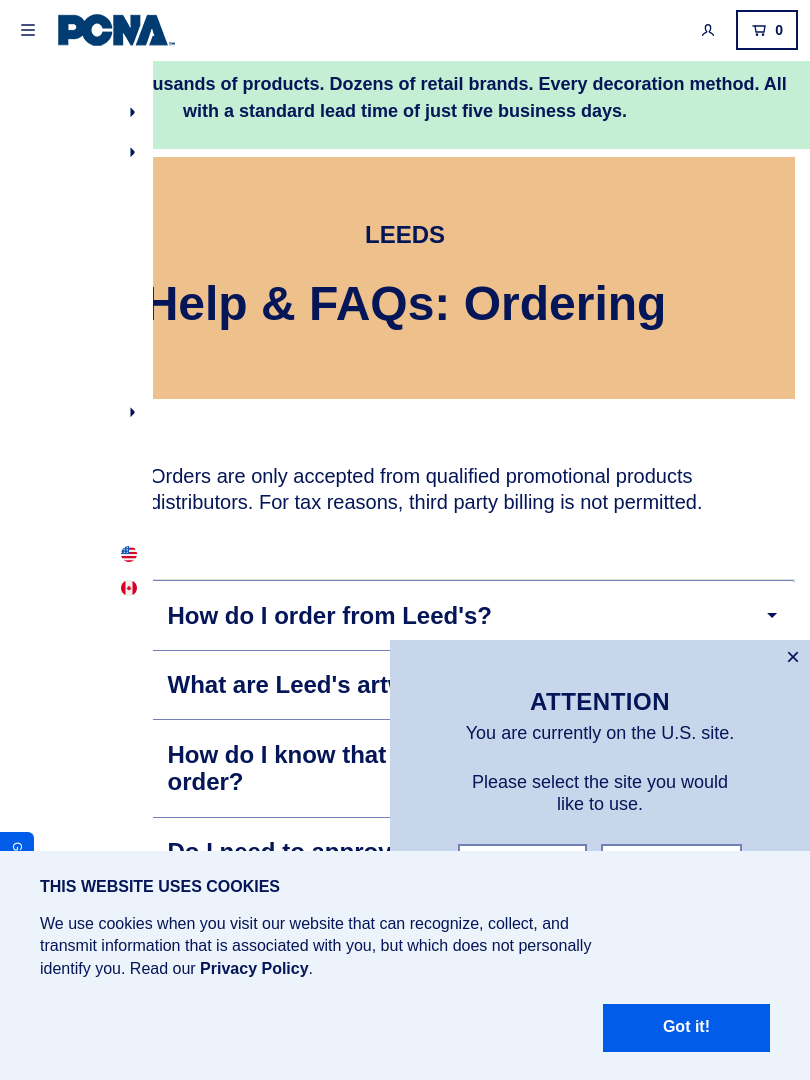 PCNA
0
usands of products. Dozens of retail brands. Every decoration method. All
with a standard lead time of just five business days.
LEEDS
Help & FAQs: Ordering
Orders are only accepted from qualified promotional products
distributors. For tax reasons, third party billing is not permitted.
How do I order from Leed's?
What are Leed's
How do I know that
order?
Do I need to
ATTENTION
You are currently on the U.S. site.
Please select the site you would
like to use.
G
THIS WEBSITE USES COOKIES
We use cookies when you visit our website that can recognize, collect, and
transmit information that is associated with you, but which does not personally
identify you. Read our Privacy Policy.
Got it!